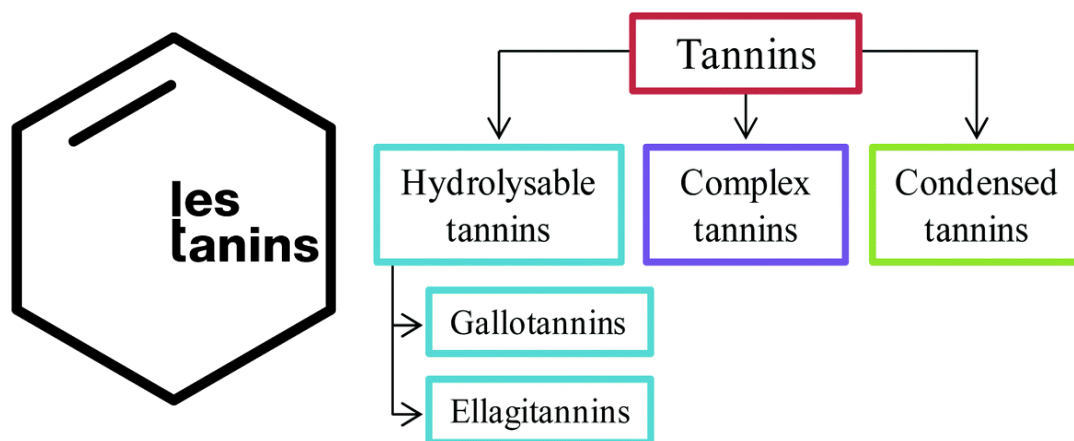 les
tanins
Tannins
Hydrolysable
tannins
Complex
tannins
Condensed
tannins
Gallotannins
Ellagitannins